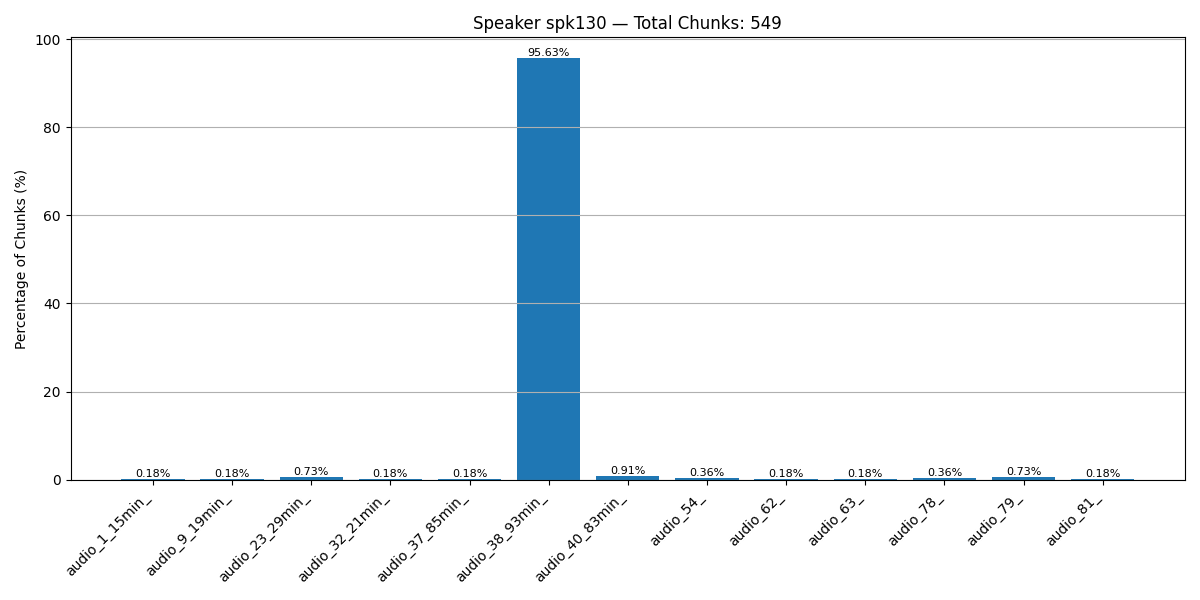 Speaker spk130 — Total Chunks: 549
Percentage of Chunks (%)
100
80
60
40
20
0
0.18%
0.18%
0.73%
0.18%
0.18%
95.63%
0.91%
0.36%
0.18%
0.18%
0.36%
0.73%
0.18%
audio_1_15min_
audio_9_19min_
audio_23_29min_
audio_32_21min_
audio_37_85min_
audio_38_93min_
audio_40_83min_
audio_54_
audio_62_
audio_63_
audio_78_
audio_79_
audio_81_